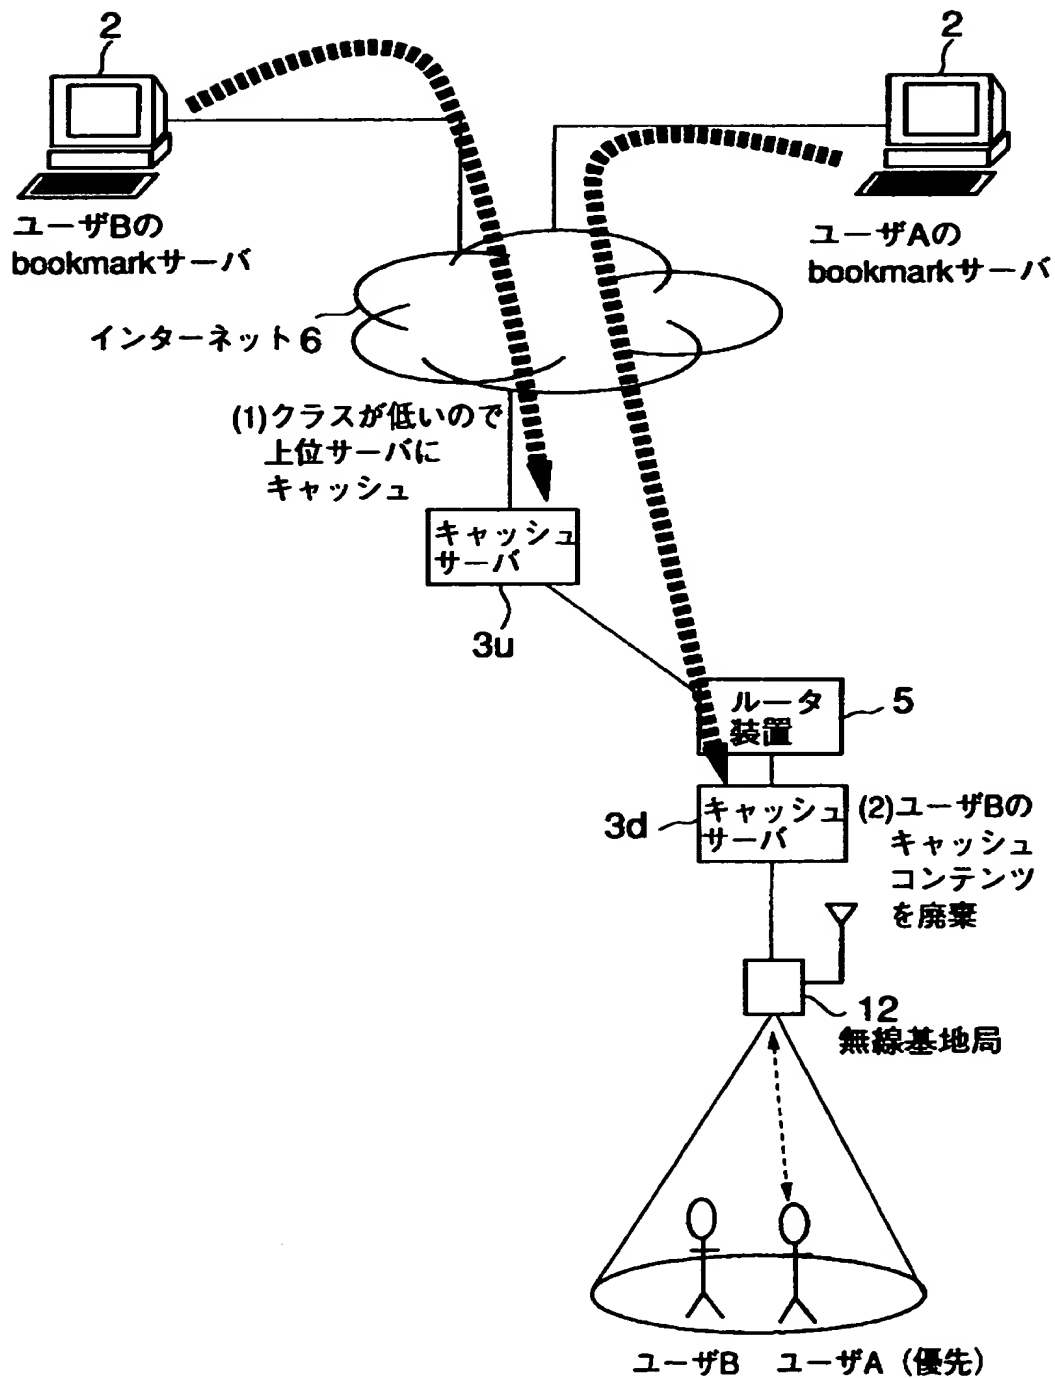 2
2
ユーザBの
bookmarkサーバ
ユーザAの
bookmarkサーバ
インターネット6
(1)クラスが低いので
上位サーバに
キャッシュ
キャッシュ
サーバ
3u
ルータ
装置
5
キャッシュ
サーバ
3d
(2)ユーザBの
キャッシュ
コンテンツ
を廃棄
12
無線基地局
ユーザB
ユーザA（優先）